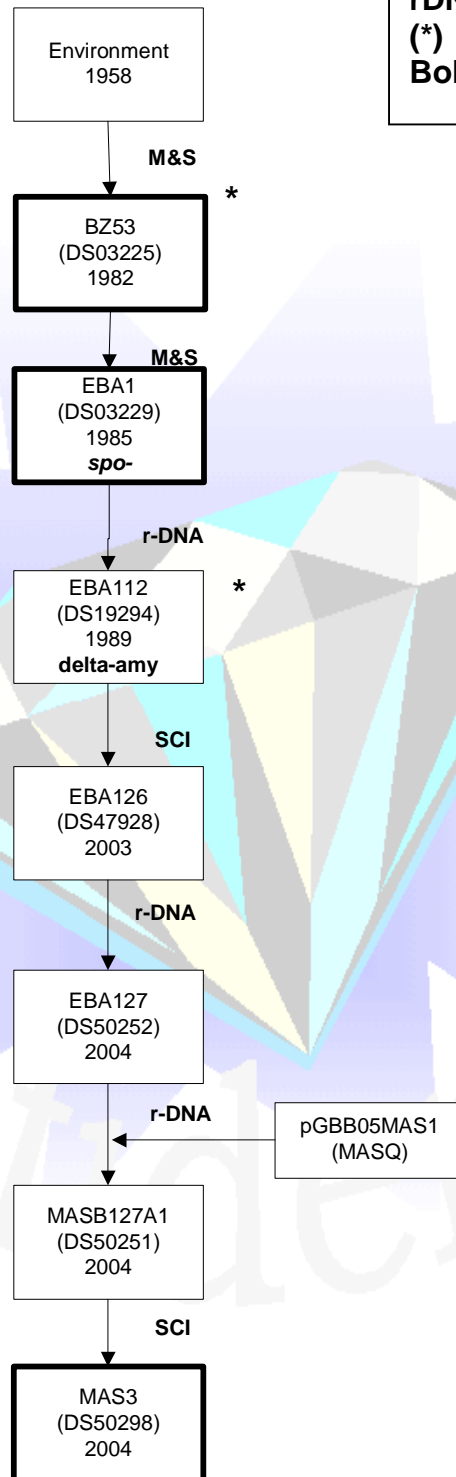 Environment
1958
(*)
M&S
*
BZ53
(DS03225)
1982
M&S
EBA1
(DS03229)
1985
spo-
r-DNA
EBA112
(DS19294)
1989
delta-amy
*
SCI
EBA126
(DS47928)
2003
r-DNA
EBA127
(DS50252)
2004
r-DNA
pGBB05MAS1
(MASQ)
MASB127A1
(DS50251)
2004
SCI
MAS3
(DS50298)
2004